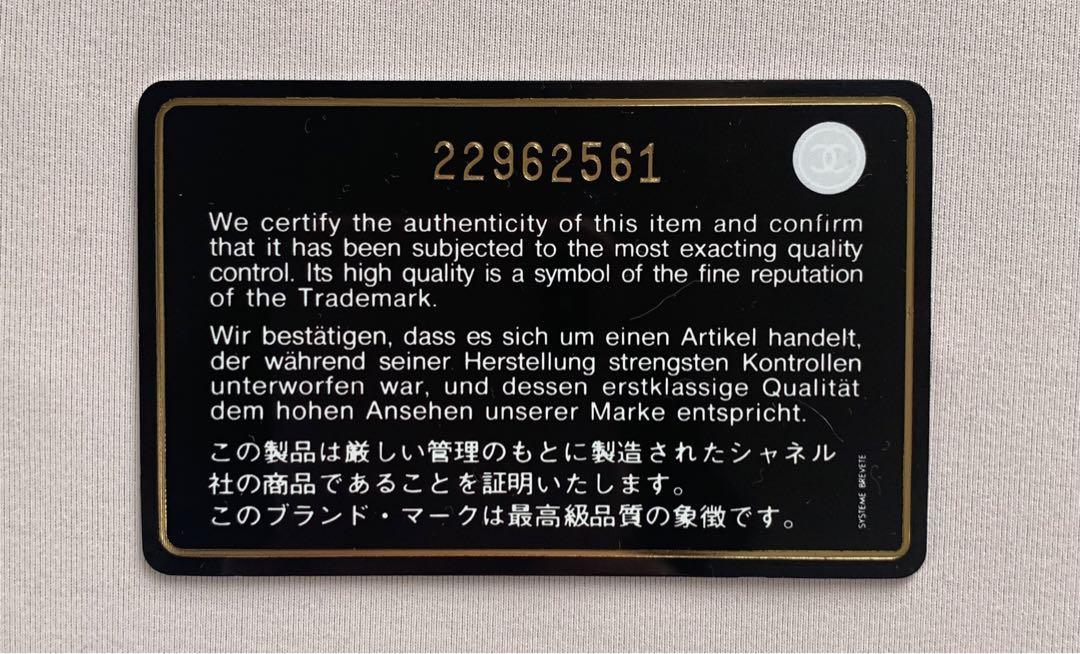 22962561
We certify the authenticity of this item and confirm
that it has been subjected to the most exacting quality
control. Its high quality is a symbol of the fine reputation
of the Trademark.
Wir bestätigen, dass es sich um einen Artikel handelt,
der während seiner Herstellung strengsten Kontrollen
unterworfen war, und dessen erstklassige Qualität
dem hohen Ansehen unserer Marke entspricht.
この製品は厳しい管理のもとに製造されたシャネル
社の商品であることを証明いたします。
このブランド・マークは最高級品質の象徴です。
SYSTEME BREVETE